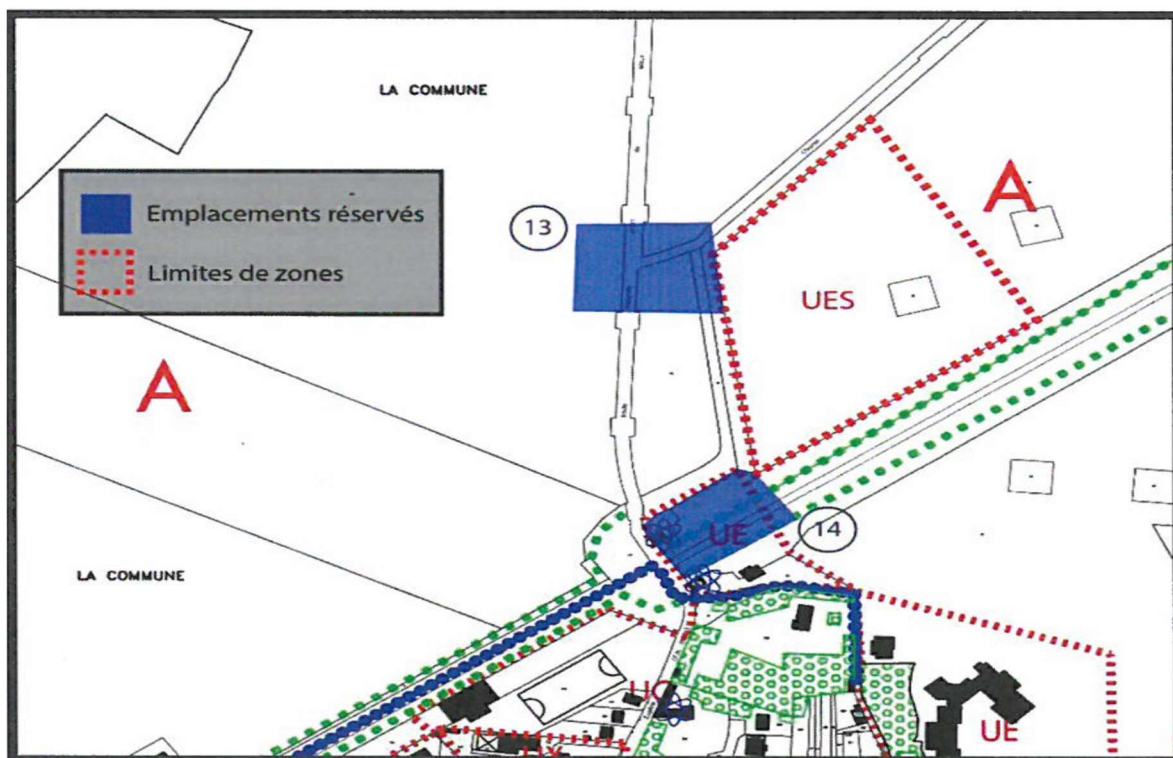 LA COMMUNE
Emplacements réservés
Limites de zones
13
A
UES
A
14
UE
LA COMMUNE
UE